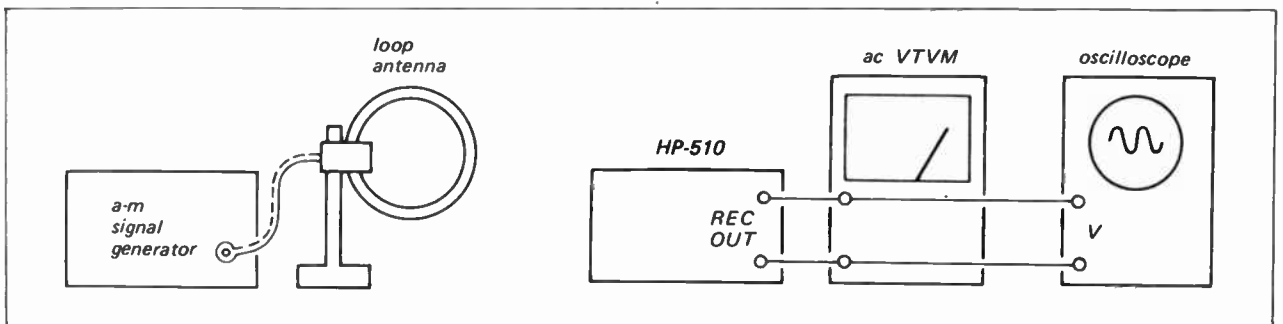 loop
antenna
a-m
signal
generator
HP-510
REC
OUT
ac VTVM
oscilloscope
V